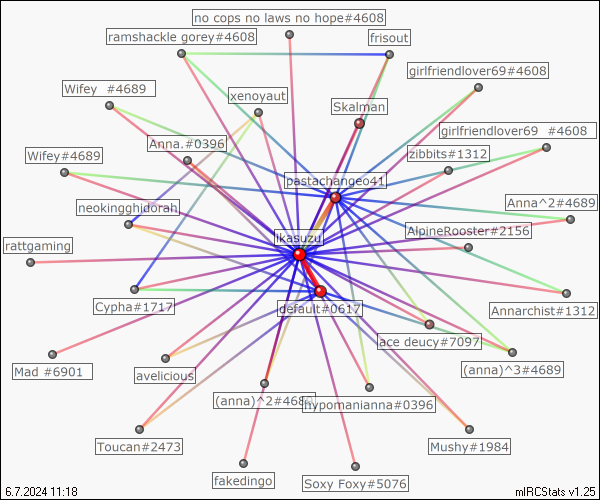 no cops no laws no hope#4608
ramshackle gorey#4608
frisout
girlfriendlover69#4608
Wifey #4689
xenoyaut
Skalman
girlfriendlover69 #4608
Anna.#0396
zibbits#1312
Wifey#4689
pastachangeo41
Anna^2#4689
neokingghidorah
AlpineRooster#2156
ikasuzu
rattgaming
Cypha#1717
default#0617
Annarchist#1312
ace deucy#7097
Mad #6901
avelicious
(anna)^3#4689
(anna)^2#468
hypomanianna#0396
Toucan#2473
Mushy#1984
fakedingo
Soxy Foxy#5076
6.7.2024 11:18
mIRCStats v1.25